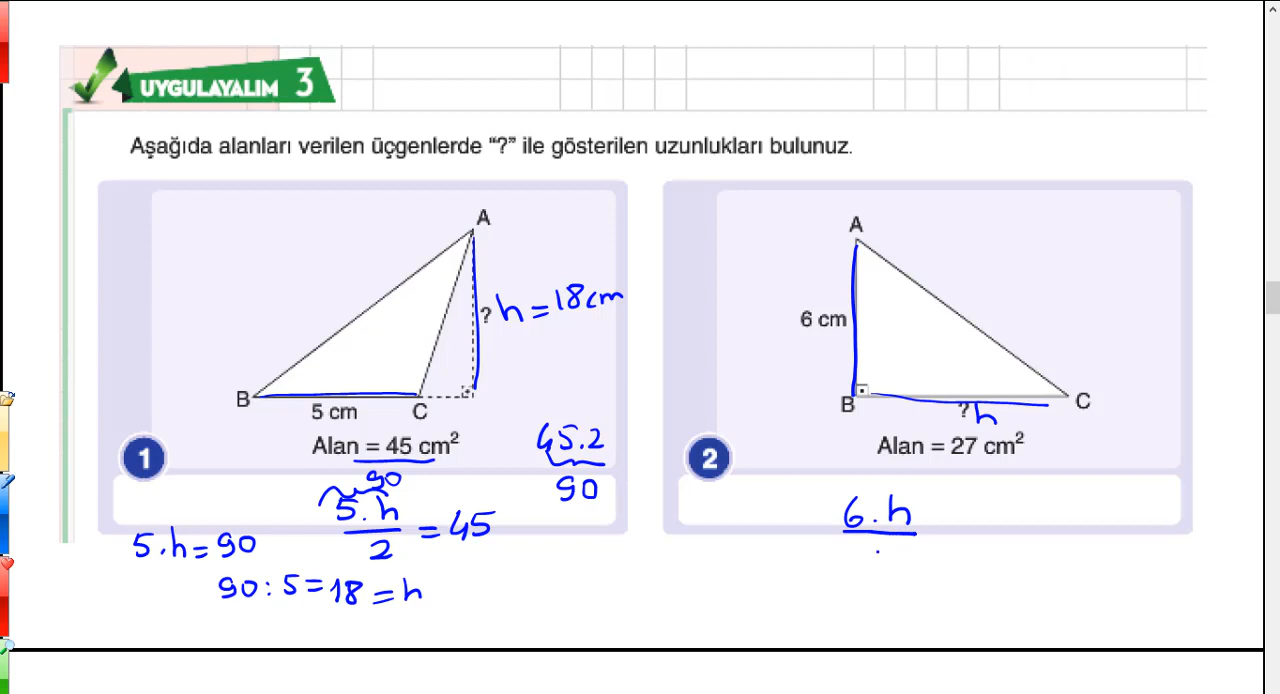 UYGULAYALIM 3
Aşağıda alanları verilen üçgenlerde “?” ile gösterilen uzunlukları bulunuz.
A
? h = 18cm
B
5 cm
C
Alan = 45 cm²
1
45.2
90
90
5.h
2
= 45
5.h = 90
90 : 5 = 18 = h
A
6 cm
B
? h
C
Alan = 27 cm²
2
6.h